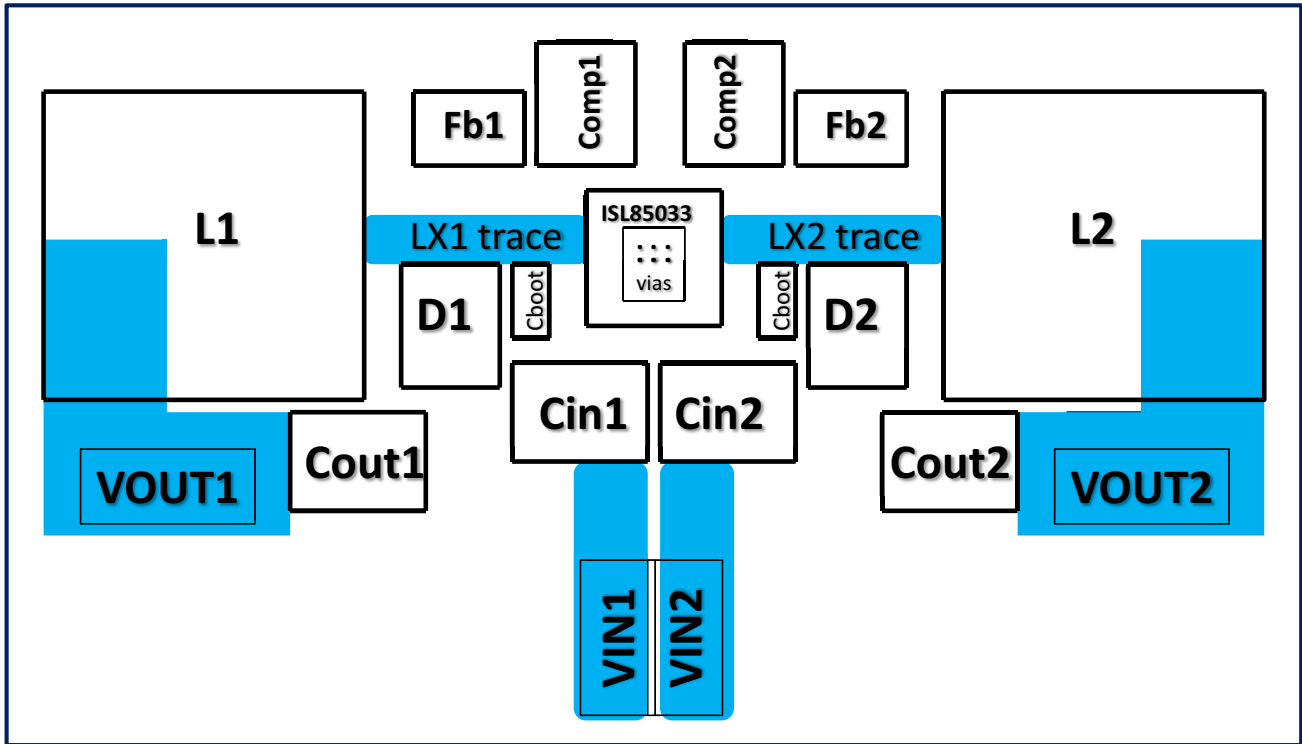 Comp1
Comp2
Fb1
Fb2
L1
ISL85033
L2
LX1 trace
LX2 trace
vias
D1
Cboot
Cboot
D2
Cin1
Cin2
Cout1
Cout2
VOUT1
VOUT2
VIN1
VIN2